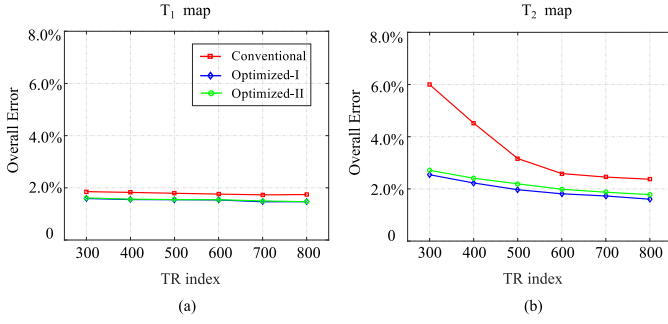 T₁ map
8.0%
6.0%
4.0%
2.0%
0
Overall Error
Conventional
Optimized-I
Optimized-II
300 400 500 600 700 800
TR index
(a)
T₂ map
8.0%
6.0%
4.0%
2.0%
0
Overall Error
300 400 500 600 700 800
TR index
(b)